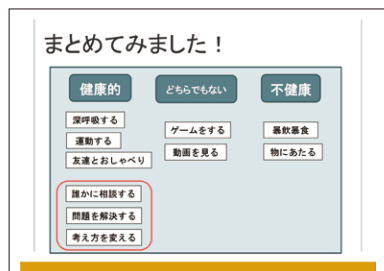 まとめてみました！
健康的
どちらでもない
不健康
深呼吸する
運動する
友達とおしゃべり
ゲームをする
動画を見る
暴飲暴食
物にあたる
誰かに相談する
問題を解決する
考え方を変える